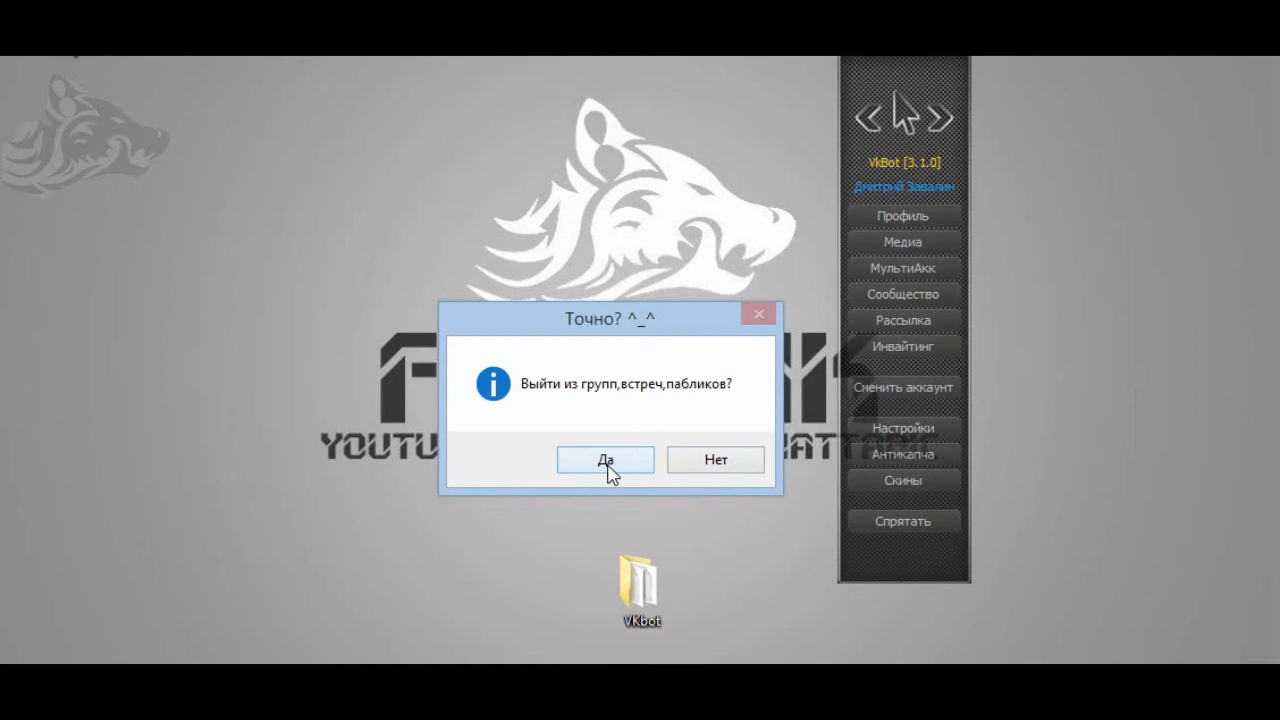 VkBot [3.1.0]
Дмитрий Завалин
Профиль
Медиа
МультиАкк
Сообщество
Рассылка
Инвайтинг
Сменить аккаунт
Настройки
Антикапча
Скины
Спрятать
Точно? ^_^
Выйти из групп,встреч,пабликов?
Да
Нет
VKbot